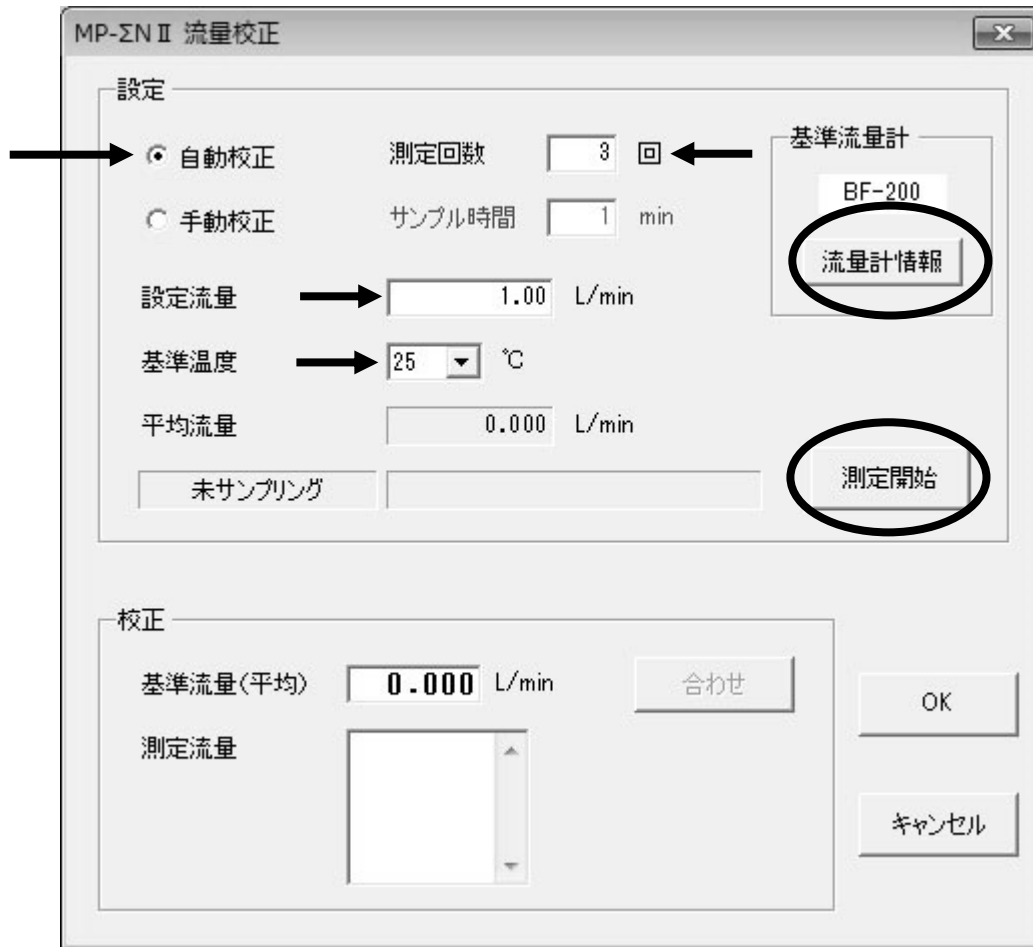 MP-ΣNⅡ 流量校正
設定
自動校正
測定回数 3 回
手動校正
サンプル時間 1 min
基準流量計
BF-200
流量計情報
設定流量 1.00 L/min
基準温度 25 ℃
平均流量 0.000 L/min
未サンプリング
測定開始
校正
基準流量(平均) 0.000 L/min
合わせ
測定流量
OK
キャンセル